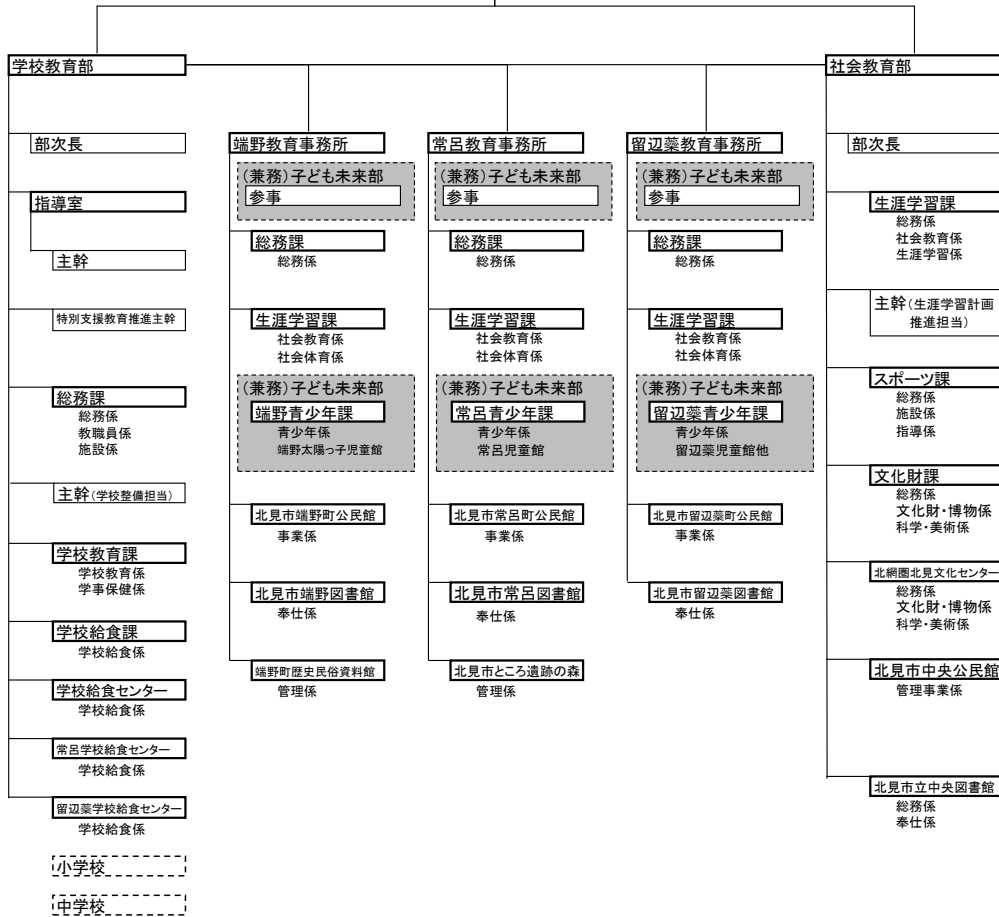 学校教育部
部次長
指導室
主幹
特別支援教育推進主幹
総務課
総務係
教職員係
施設係
主幹(学校整備担当)
学校教育課
学校教育係
学事保健係
学校給食課
学校給食係
学校給食センター
学校給食係
常呂学校給食センター
学校給食係
留辺蘂学校給食センター
学校給食係
小学校
中学校
端野教育事務所
(兼務)子ども未来部
参事
総務課
総務係
生涯学習課
社会教育係
社会体育係
(兼務)子ども未来部
端野青少年課
青少年係
端野太陽っ子児童館
北見市端野町公民館
事業係
北見市端野図書館
奉仕係
端野町歴史民俗資料館
管理係
常呂教育事務所
(兼務)子ども未来部
参事
総務課
総務係
生涯学習課
社会教育係
社会体育係
(兼務)子ども未来部
常呂青少年課
青少年係
常呂児童館
北見市常呂町公民館
事業係
北見市常呂図書館
奉仕係
北見市ところ遺跡の森
管理係
留辺蘂教育事務所
(兼務)子ども未来部
参事
総務課
総務係
生涯学習課
社会教育係
社会体育係
(兼務)子ども未来部
留辺蘂青少年課
青少年係
留辺蘂児童館他
北見市留辺蘂町公民館
事業係
北見市留辺蘂図書館
奉仕係
社会教育部
部次長
生涯学習課
総務係
社会教育係
生涯学習係
主幹(生涯学習計画
推進担当)
スポーツ課
総務係
施設係
指導係
文化財課
総務係
文化財・博物係
科学・美術係
北網圏北見文化センター
総務係
文化財・博物係
科学・美術係
北見市中央公民館
管理事業係
北見市立中央図書館
総務係
奉仕係